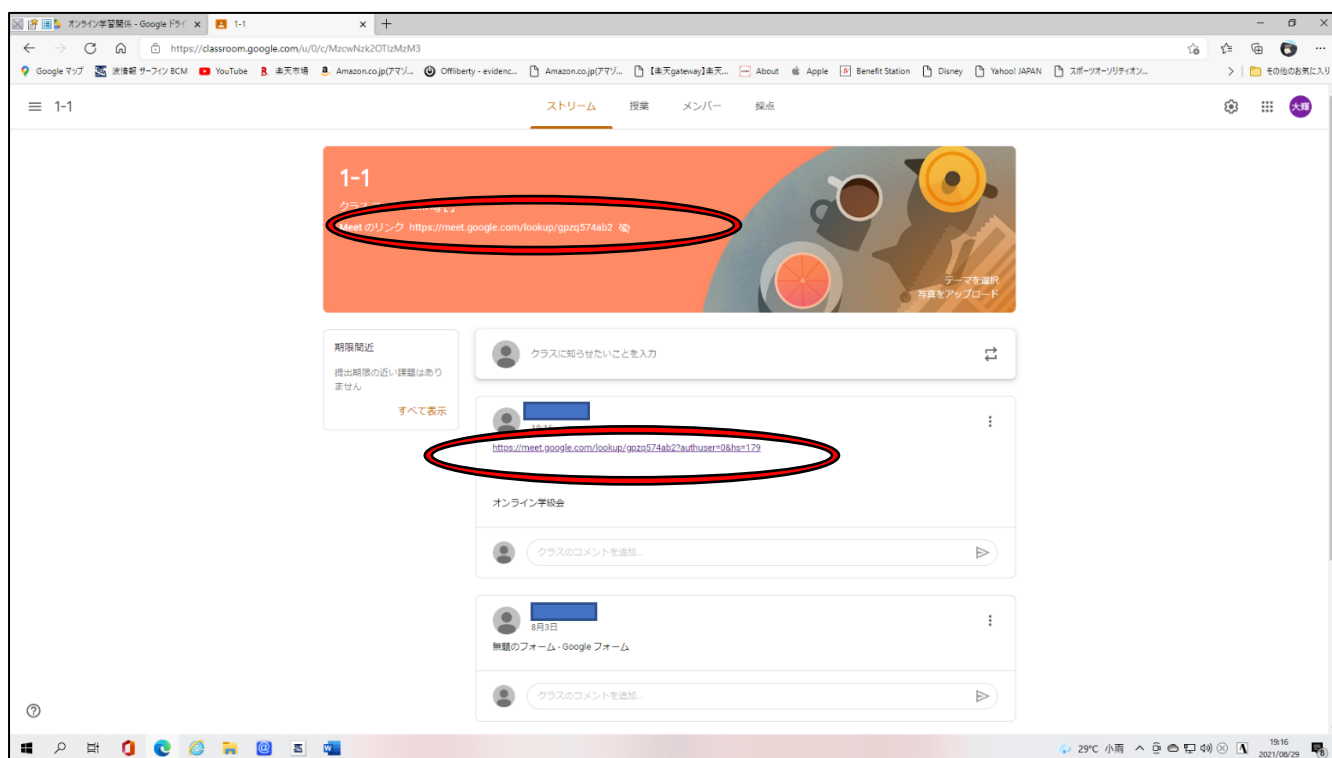 オンライン学習関係 - Google ドライ
1-1
https://classroom.google.com/u/0/c/MzcwNzk2OTIzMzM3
Google マップ
波情報 サーフィン BCM
YouTube
楽天市場
Amazon.co.jp(アマゾ...
Offliberty - evidenc...
Amazon.co.jp(アマゾ...
【楽天gateway】楽天...
About
Apple
Benefit Station
Disney
Yahoo! JAPAN
スポーツオーソリティオン...
その他のお気に入り
1-1
ストリーム 授業 メンバー 採点
大輝
1-1
Meet のリンク https://meet.google.com/lookup/gpzq574ab2
テーマを選択
写真をアップロード
期限間近
提出期限の近い課題はあり
ません
すべて表示
クラスに知らせたいことを入力
https://meet.google.com/lookup/gpzq574ab2?authuser=0&hs=179
オンライン学級会
クラスのコメントを追加...
8月3日
無題のフォーム - Google フォーム
クラスのコメントを追加...
29°C 小雨
19:16
2021/08/29